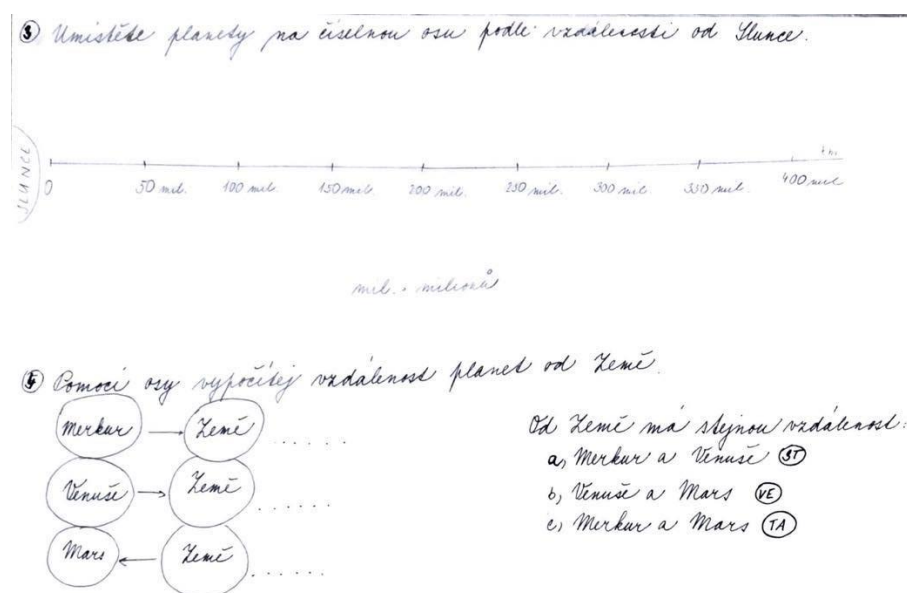 ③ Umístěte planety na číselnou osu podle vzdálenosti od Slunce.
SLUNCE
km
0 50 mil. 100 mil. 150 mil. 200 mil. 250 mil. 300 mil. 350 mil. 400 mil.
mil. = milionů
④ Pomocí osy vypočítej vzdálenost planet od Země.
Merkur → Země . . . . . .
Venuše → Země . . . . . .
Mars ← Země . . . . . .
Od Země má stejnou vzdálenost:
a, Merkur a Venuše ST
b, Venuše a Mars VE
c, Merkur a Mars TA